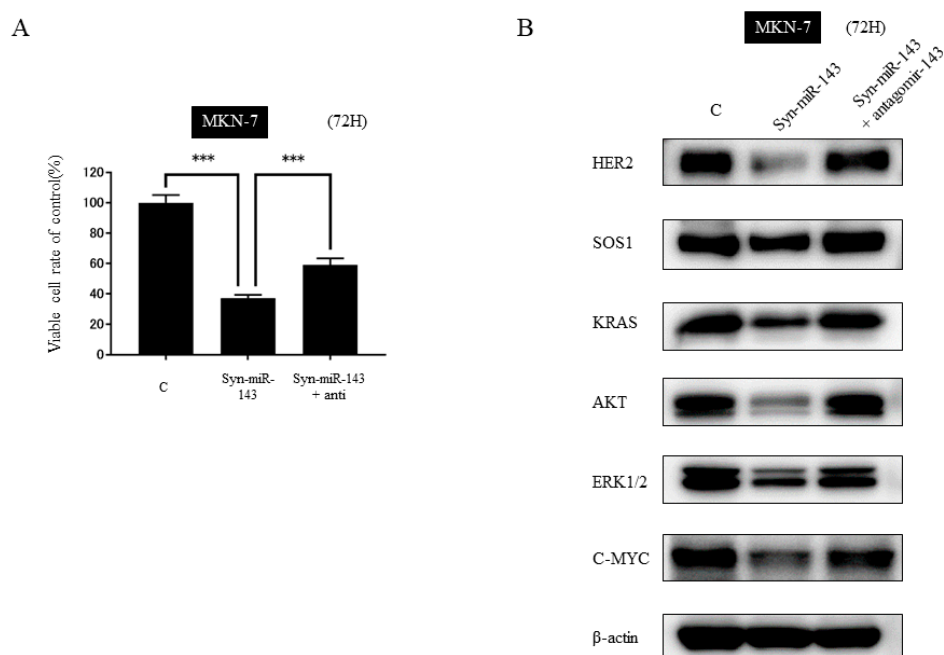 A
MKN-7 (72H)
*** ***
Viable cell rate of control(%)
120
100
80
60
40
20
0
C
Syn-miR-
143
Syn-miR-143
+ anti
B
MKN-7 (72H)
C
Syn-miR-143
Syn-miR-143
+ antagomir-143
HER2
SOS1
KRAS
AKT
ERK1/2
C-MYC
β-actin